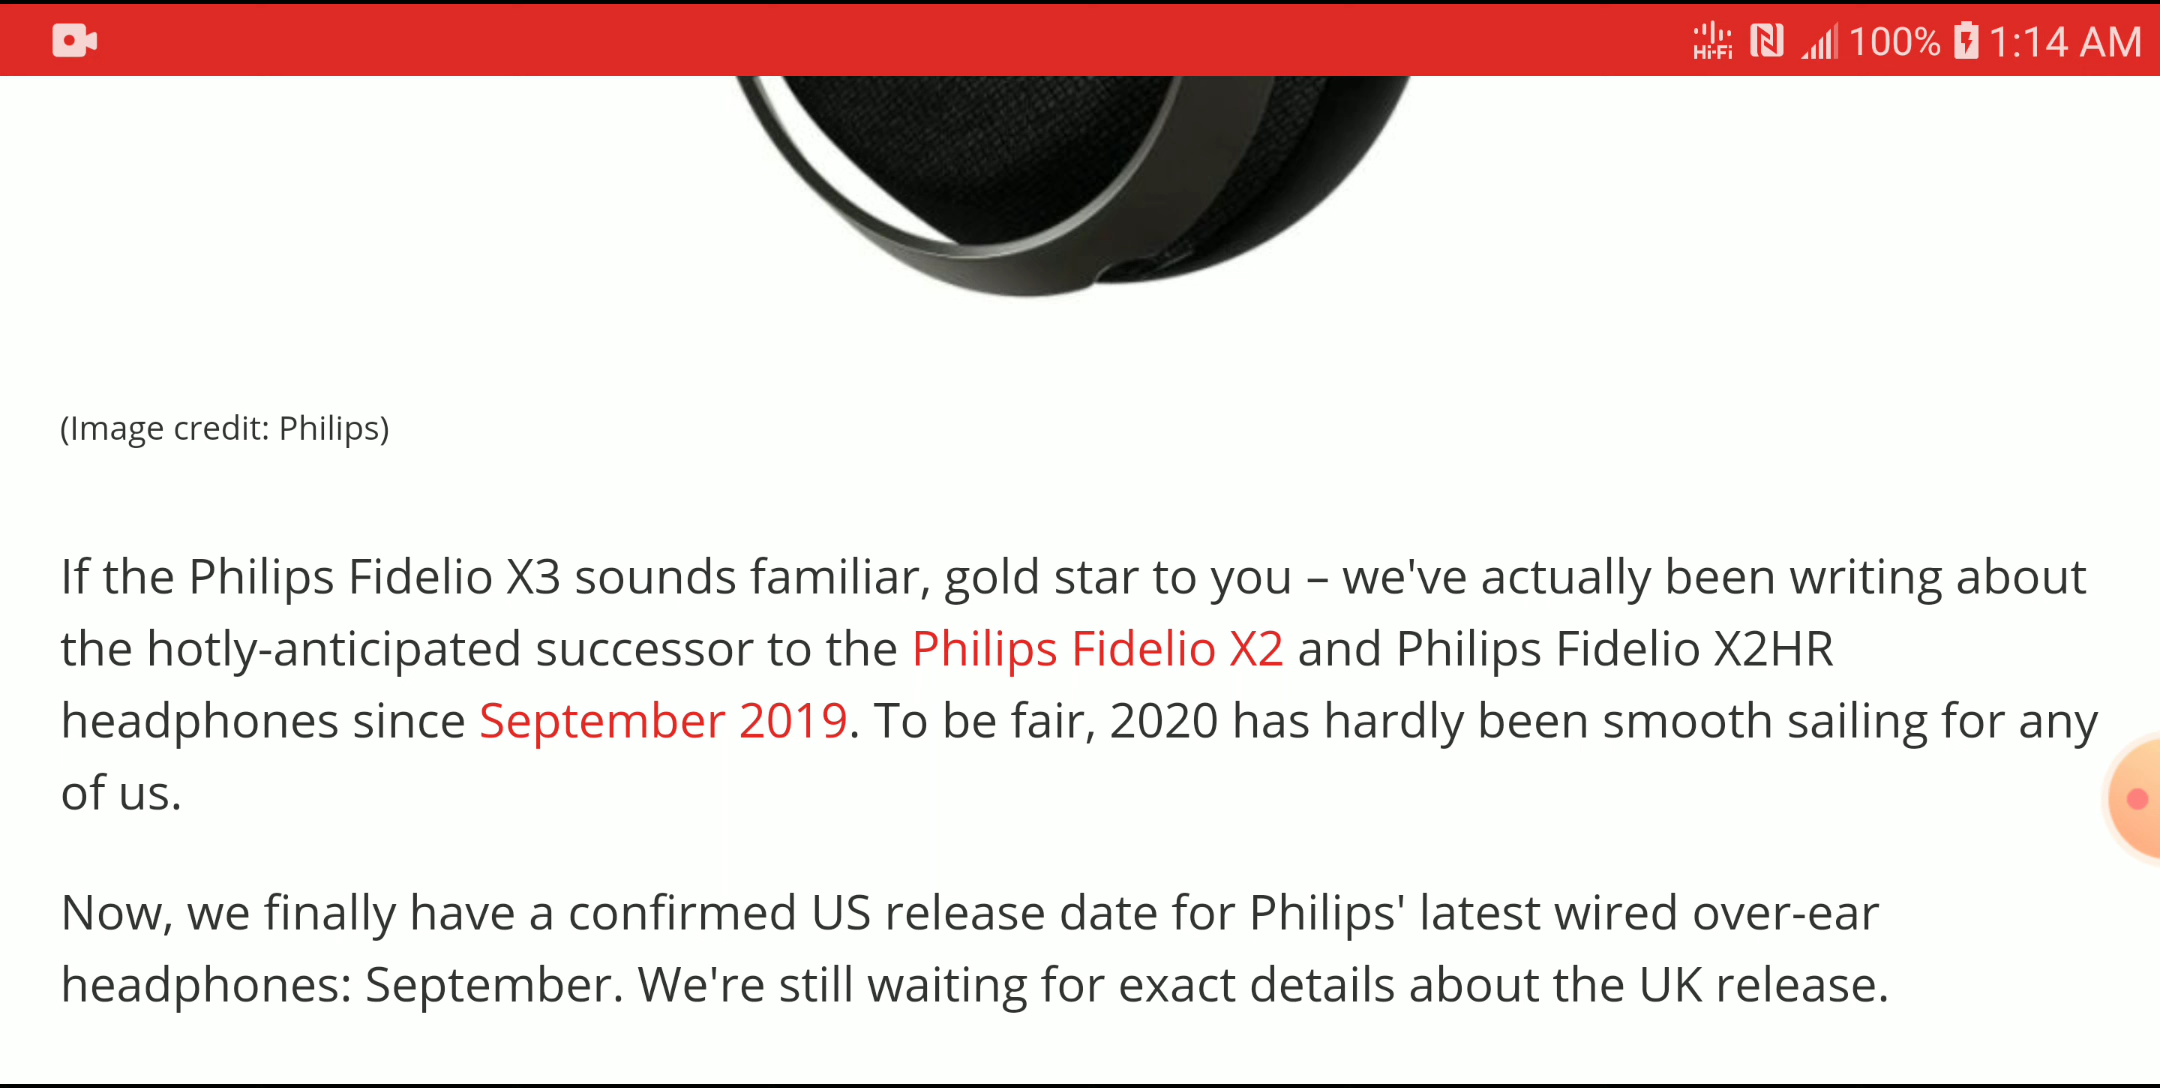 Hi-Fi 100% 1:14 AM
(Image credit: Philips)
If the Philips Fidelio X3 sounds familiar, gold star to you – we've actually been writing about
the hotly-anticipated successor to the Philips Fidelio X2 and Philips Fidelio X2HR
headphones since September 2019. To be fair, 2020 has hardly been smooth sailing for any
of us.
Now, we finally have a confirmed US release date for Philips' latest wired over-ear
headphones: September. We're still waiting for exact details about the UK release.